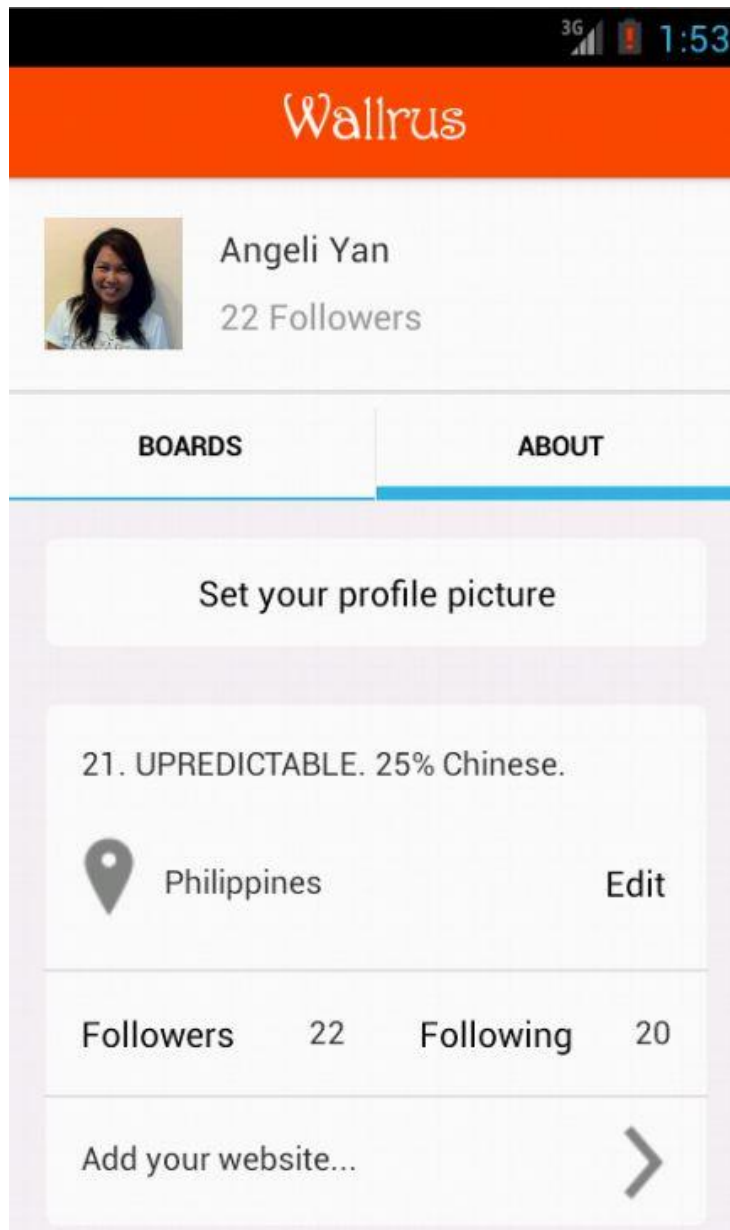 3G 1:53
Wallrus
Angeli Yan
22 Followers
BOARDS ABOUT
Set your profile picture
21. UPREDICTABLE. 25% Chinese.
Philippines Edit
Followers 22 Following 20
Add your website...